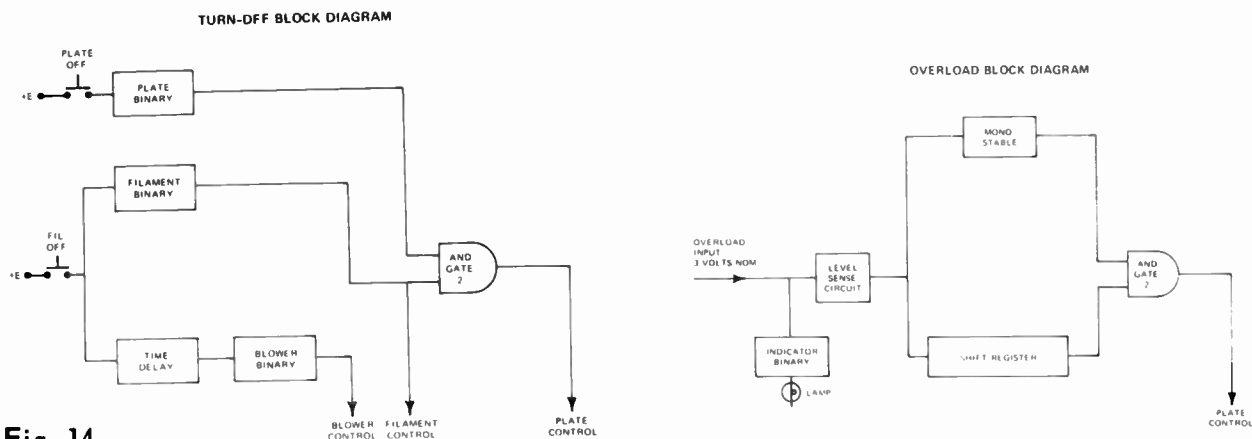 TURN-DFF BLOCK DIAGRAM
PLATE
OFF
+E
PLATE
BINARY
FILAMENT
BINARY
FIL
OFF
+E
AND
GATE
2
TIME
DELAY
BLOWER
BINARY
BLOWER
CONTROL
FILAMENT
CONTROL
PLATE
CONTROL
Fig. 14
OVERLOAD BLOCK DIAGRAM
MONO
STABLE
OVERLOAD
INPUT
3 VOLTS NOM
LEVEL
SENSE
CIRCUIT
AND
GATE
2
INDICATOR
BINARY
SHIFT REGISTER
LAMP
PLATE
CONTROL